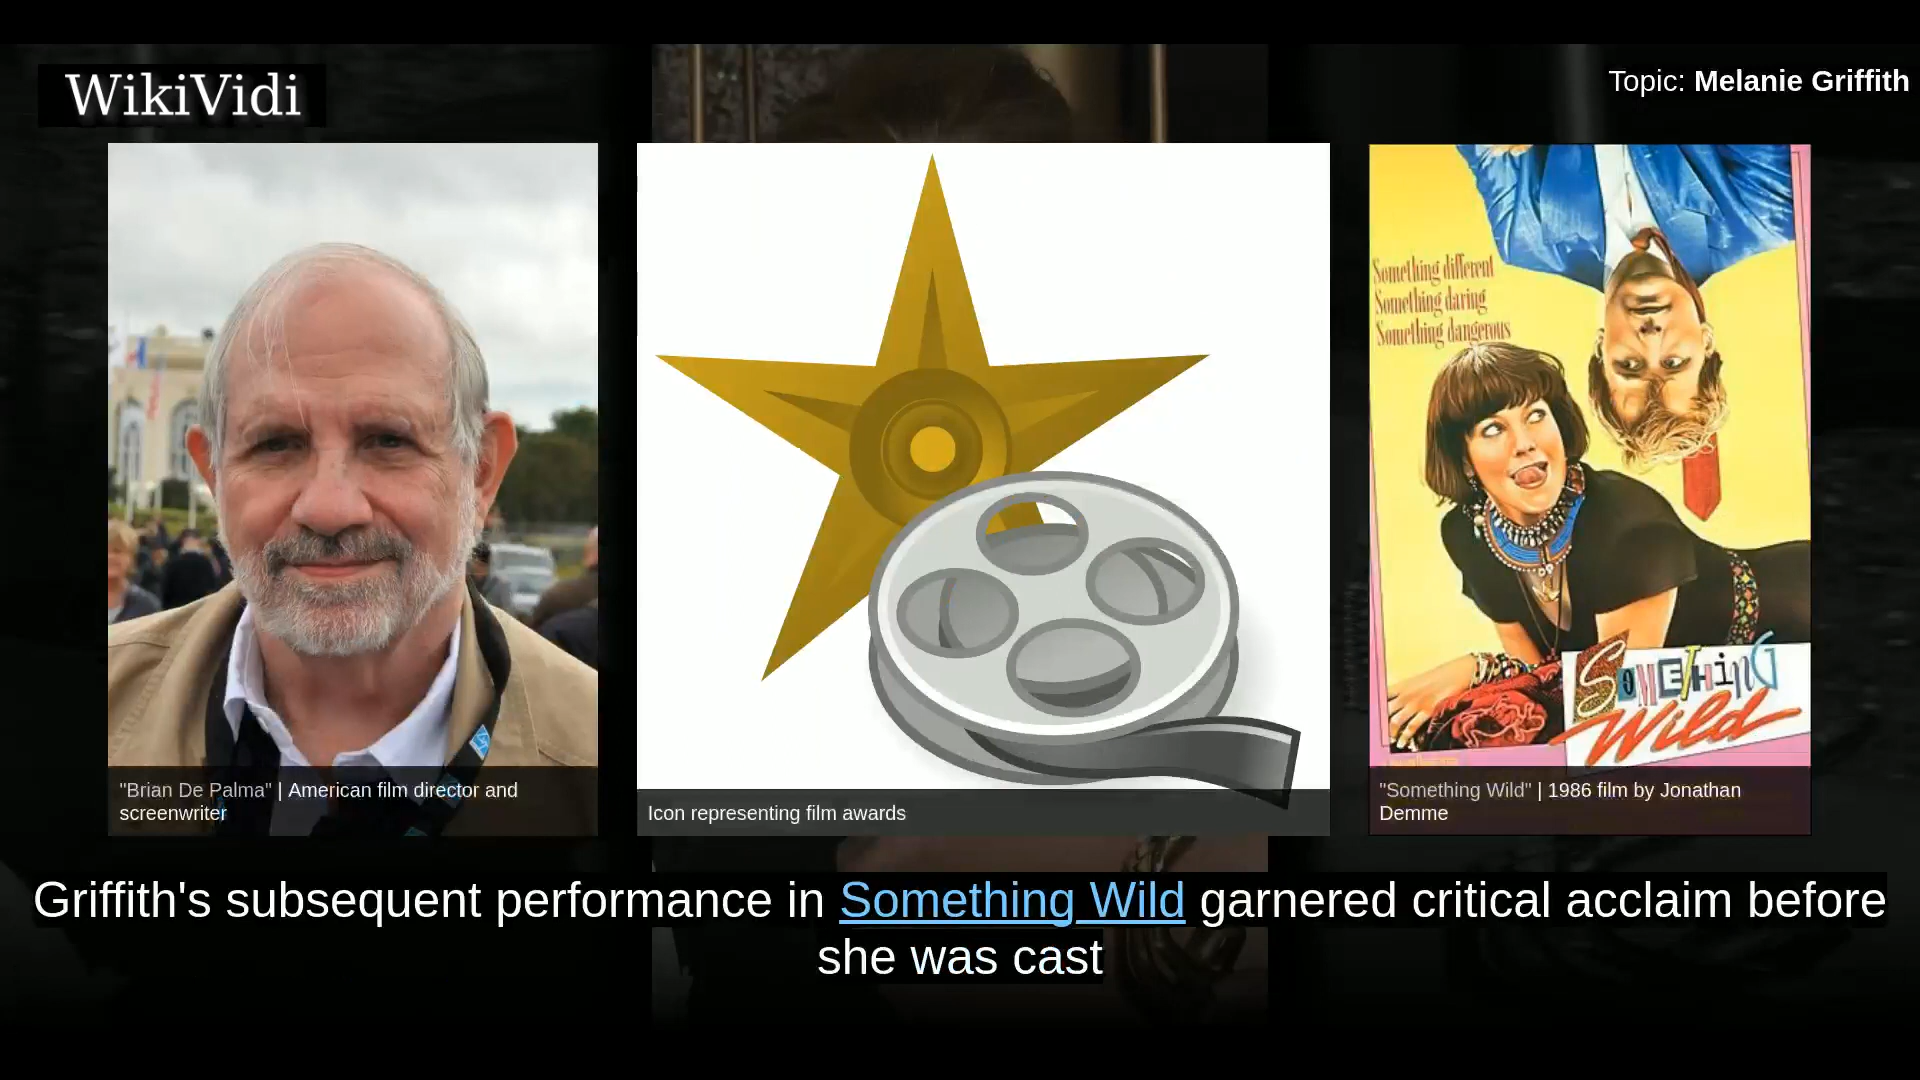 WikiVidi
Topic: Melanie Griffith
Something different
Something daring
Something dangerous
SOMETHiNG
Wild
"Brian De Palma" | American film director and
screenwriter
Icon representing film awards
"Something Wild" | 1986 film by Jonathan
Demme
Griffith's subsequent performance in Something Wild garnered critical acclaim before
she was cast